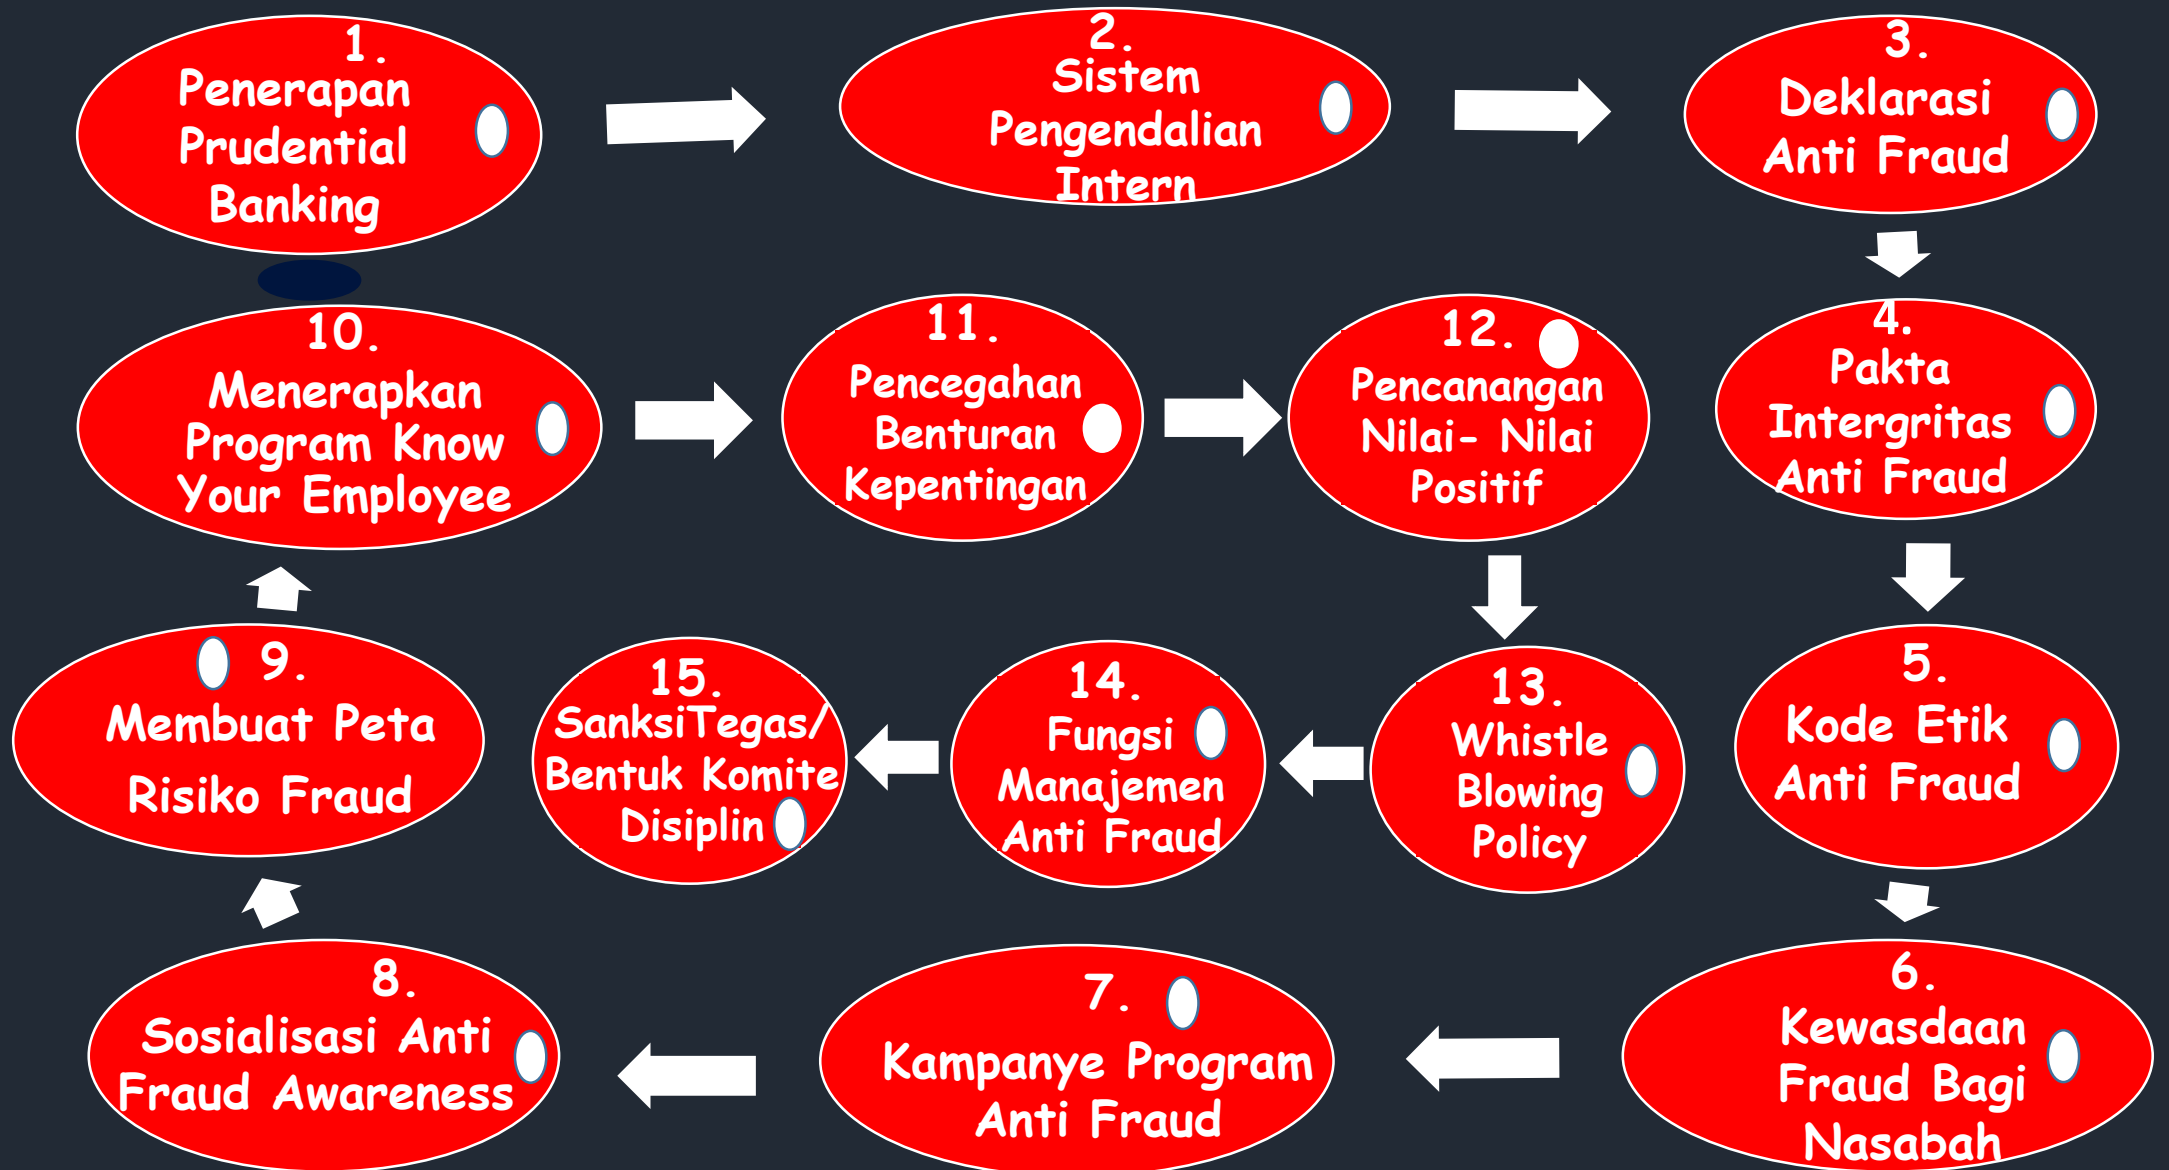 1.
Penerapan
Prudential
Banking
2.
Sistem
Pengendalian
Intern
3.
Deklarasi
Anti Fraud
4.
Pakta
Intergritas
Anti Fraud
5.
Kode Etik
Anti Fraud
6.
Kewasdaan
Fraud Bagi
Nasabah
7.
Kampanye Program
Anti Fraud
8.
Sosialisasi Anti
Fraud Awareness
9.
Membuat Peta
Risiko Fraud
10.
Menerapkan
Program Know
Your Employee
11.
Pencegahan
Benturan
Kepentingan
12.
Pencanangan
Nilai- Nilai
Positif
13.
Whistle
Blowing
Policy
14.
Fungsi
Manajemen
Anti Fraud
15.
SanksiTegas/
Bentuk Komite
Disiplin